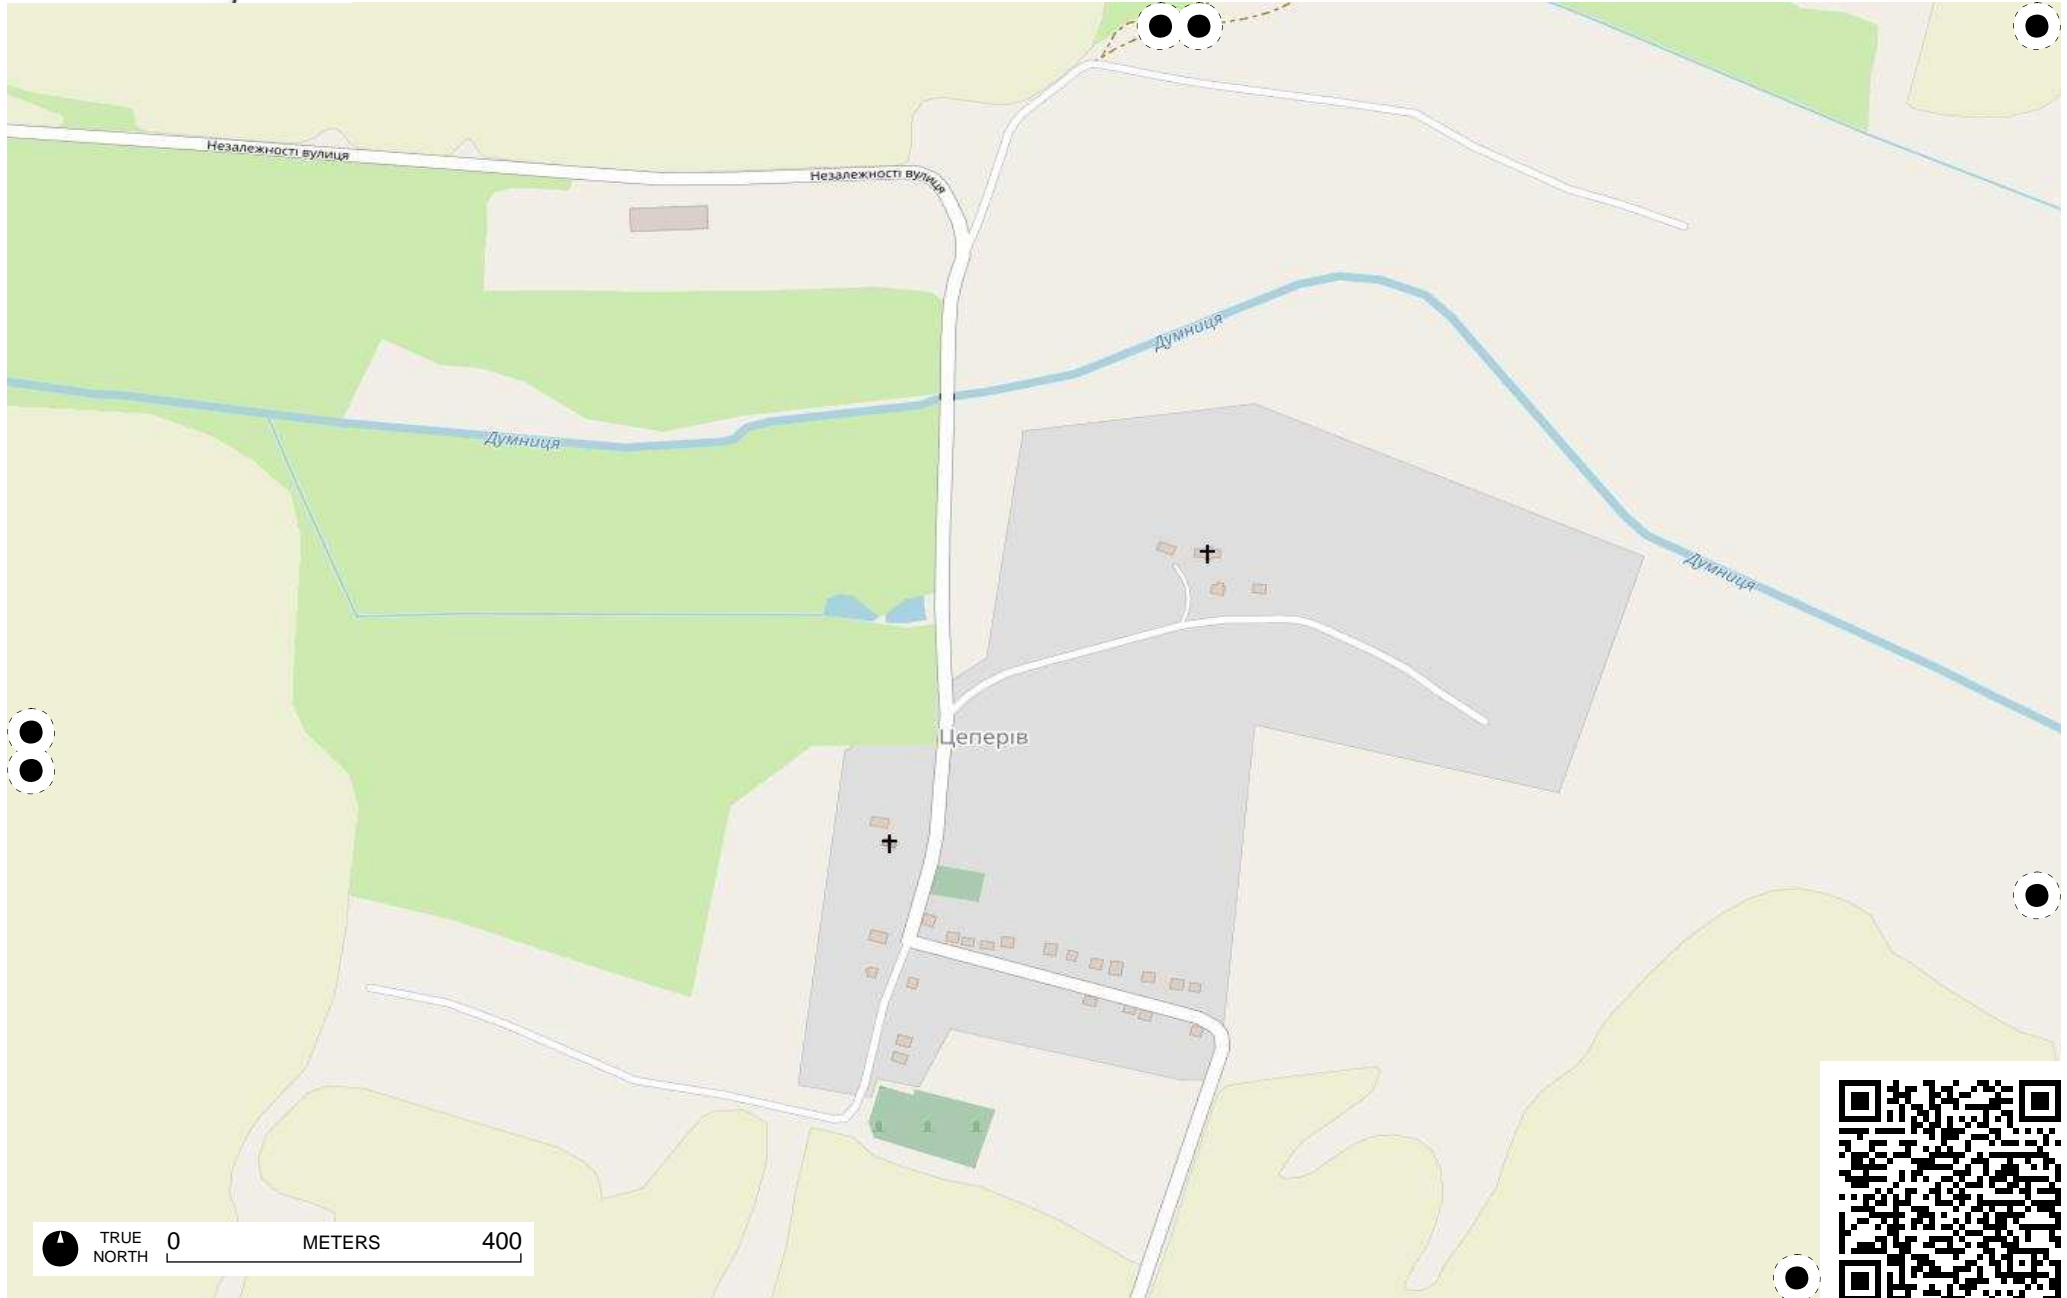 Незалежності вулиця
Незалежності вулиця
Думниця
Думниця
Думниця
Цеперів
TRUE
NORTH
0 METERS 400